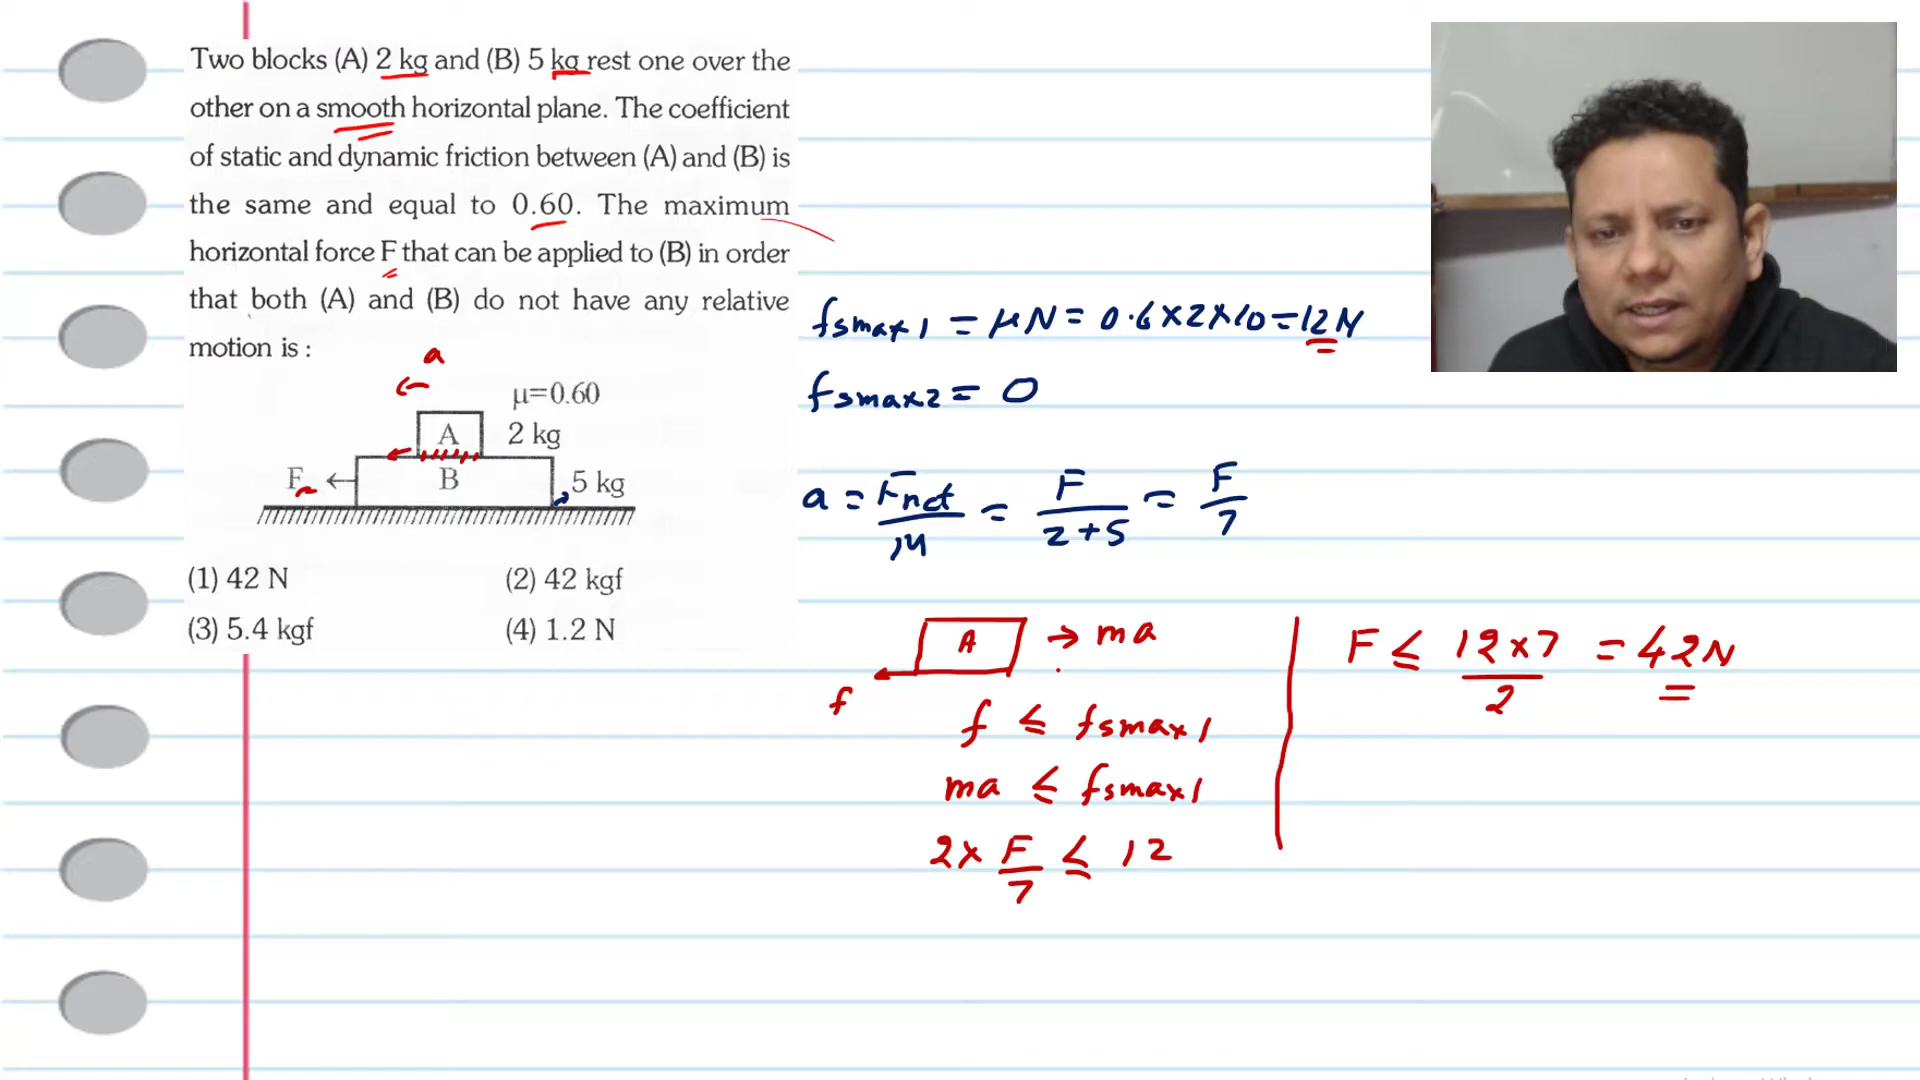 Two blocks (A) 2 kg and (B) 5 kg rest one over the
other on a smooth horizontal plane. The coefficient
of static and dynamic friction between (A) and (B) is
the same and equal to 0.60. The maximum
horizontal force F that can be applied to (B) in order
that both (A) and (B) do not have any relative
motion is :
a
μ=0.60
A 2 kg
F B 5 kg
(1) 42 N (2) 42 kgf
(3) 5.4 kgf (4) 1.2 N
fsmax1 = μN = 0.6×2×10=12N
fsmax2 = 0
a = Fnet/M = F/2+5 = F/7
A → ma
f
f ≤ fsmax1
ma ≤ fsmax1
2× F/7 ≤ 12
F ≤ 12×7/2 = 42N